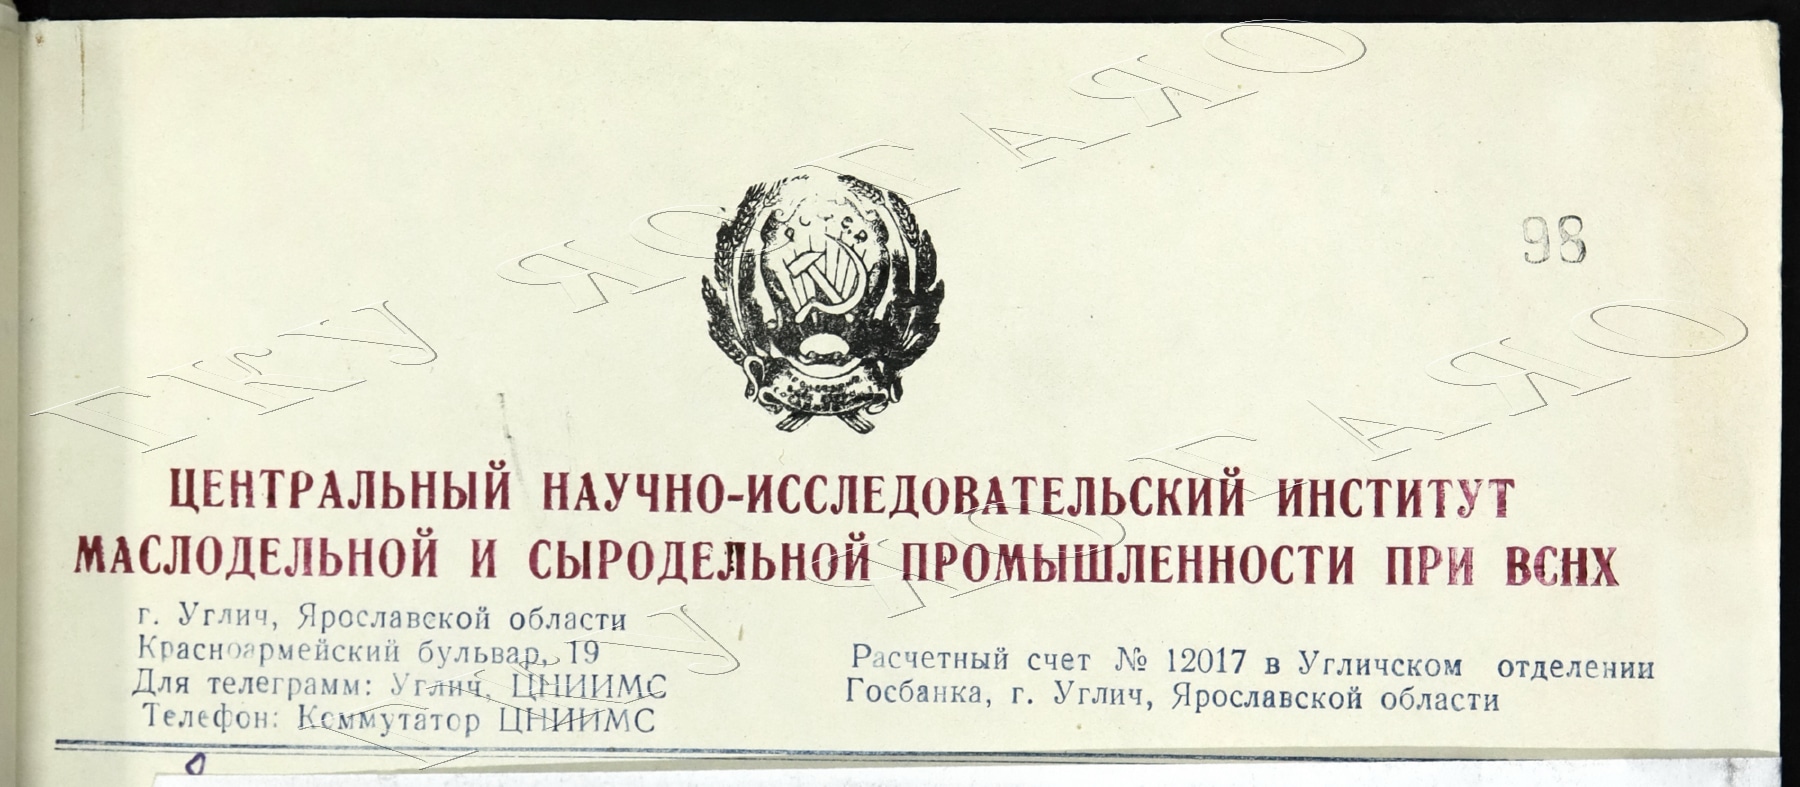 98
Р.С.Ф.С.Р.
ЦЕНТРАЛЬНЫЙ НАУЧНО-ИССЛЕДОВАТЕЛЬСКИЙ ИНСТИТУТ
МАСЛОДЕЛЬНОЙ И СЫРОДЕЛЬНОЙ ПРОМЫШЛЕННОСТИ ПРИ ВСНХ
г. Углич, Ярославской области
Красноармейский бульвар, 19
Для телеграмм: Углич, ЦНИИМС
Телефон: Коммутатор ЦНИИМС
Расчетный счет № 12017 в Угличском отделении
Госбанка, г. Углич, Ярославской области
ГКУ ЯО ГАЯО
ГКУ ЯО ГАЯО